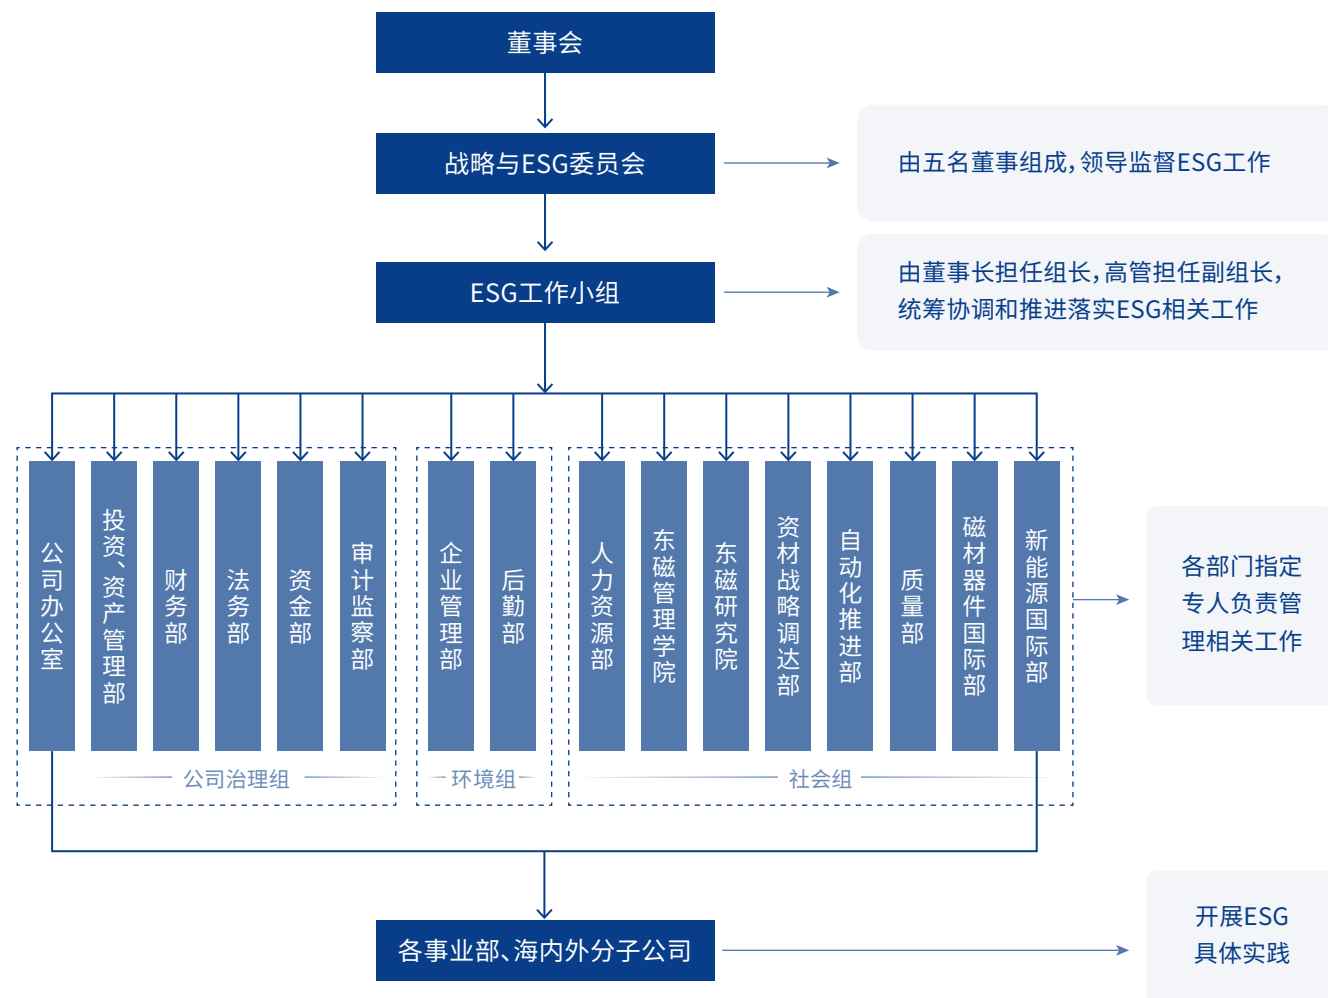 董事会
战略与ESG委员会
由五名董事组成，领导监督ESG工作
ESG工作小组
由董事长担任组长，高管担任副组长，
统筹协调和推进落实ESG相关工作
公司办公室
投资、资产管理部
财务部
法务部
资金部
审计监察部
企业管理部
后勤部
人力资源部
东磁管理学院
东磁研究院
资材战略调达部
自动化推进部
质量部
磁材器件国际部
新能源国际部
各部门指定
专人负责管
理相关工作
公司治理组
环境组
社会组
各事业部、海内外分子公司
开展ESG
具体实践